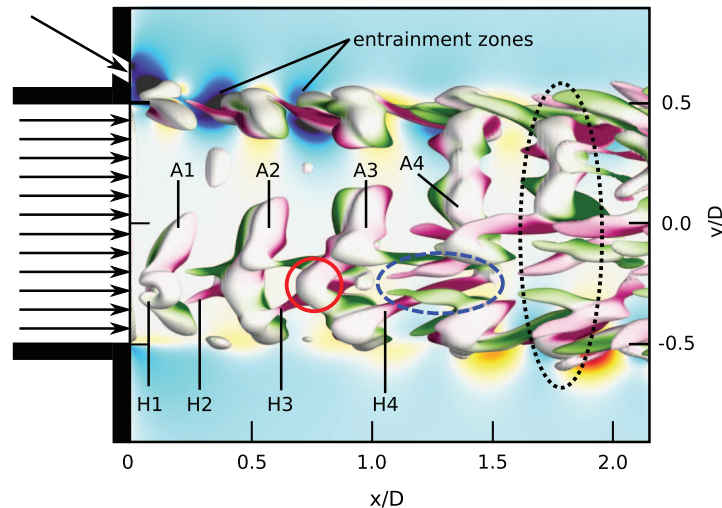 entrainment zones
A1
A2
A3
A4
0.5
0.0
-0.5
y/D
H1
H2
H3
H4
0
0.5
1.0
1.5
2.0
x/D